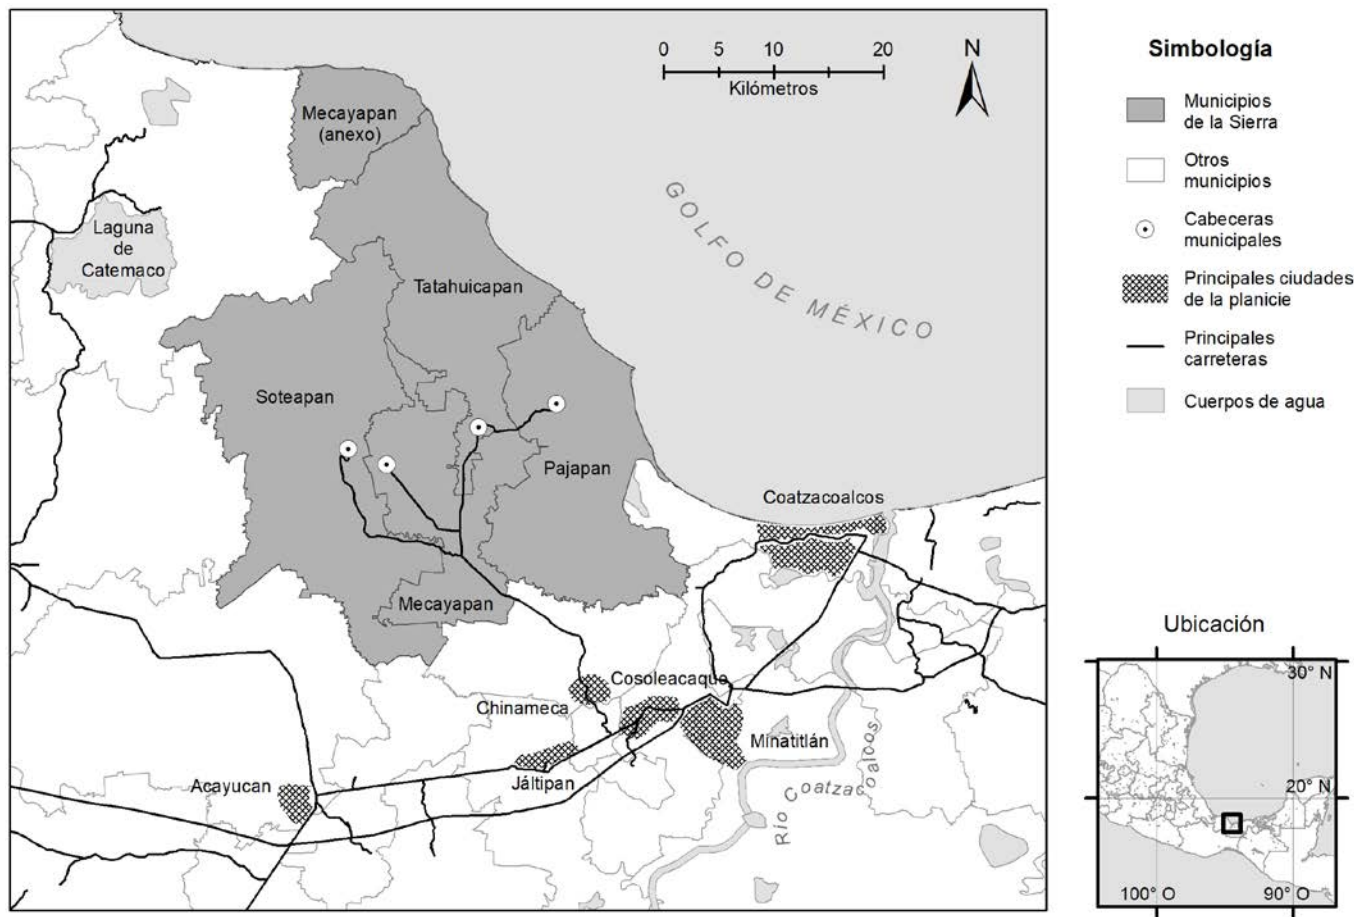 0 5 10 20
Kilómetros
N
Mecayapan
(anexo)
Laguna
de
Catemaco
GOLFO DE MÉXICO
Tatahuicapan
Soteapan
Pajapan
Coatzacoalcos
Mecayapan
Cosoleacaque
Chinameca
Minatitlán
Jáltipan
Acayucan
Río Coatzacoalcos
Simbología
Municipios
de la Sierra
Otros
municipios
Cabeceras
municipales
Principales ciudades
de la planicie
Principales
carreteras
Cuerpos de agua
Ubicación
30° N
20° N
100° O 90° O